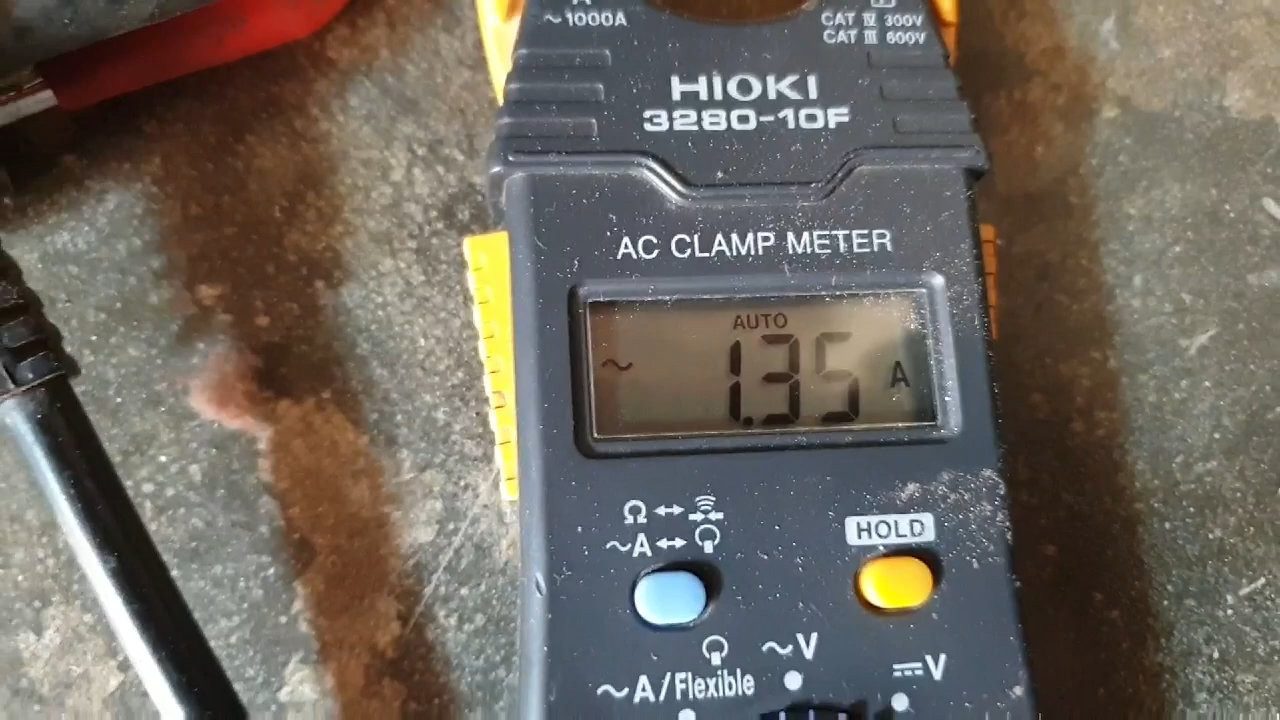 ~1000A
CAT IV 300V
CAT III 600V
HIOKI
3280-10F
AC CLAMP METER
AUTO
~ 1.35 A
Ω↔
~A↔
HOLD
~V
~A/Flexible
⎓V